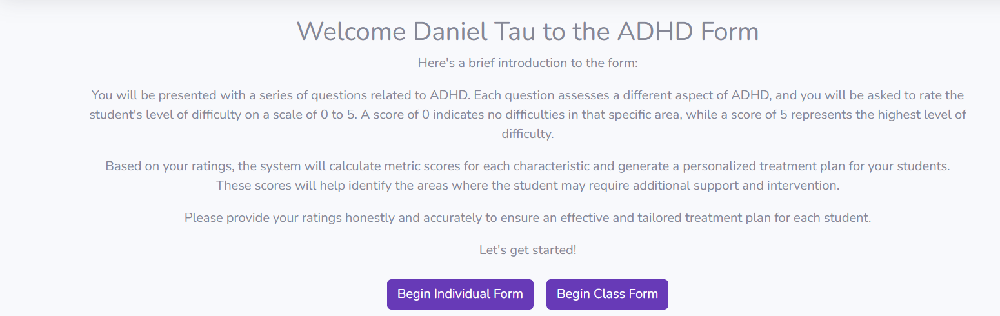 Welcome Daniel Tau to the ADHD Form
Here's a brief introduction to the form:
You will be presented with a series of questions related to ADHD. Each question assesses a different aspect of ADHD, and you will be asked to rate the
student's level of difficulty on a scale of 0 to 5. A score of 0 indicates no difficulties in that specific area, while a score of 5 represents the highest level of
difficulty.
Based on your ratings, the system will calculate metric scores for each characteristic and generate a personalized treatment plan for your students.
These scores will help identify the areas where the student may require additional support and intervention.
Please provide your ratings honestly and accurately to ensure an effective and tailored treatment plan for each student.
Let's get started!
Begin Individual Form
Begin Class Form